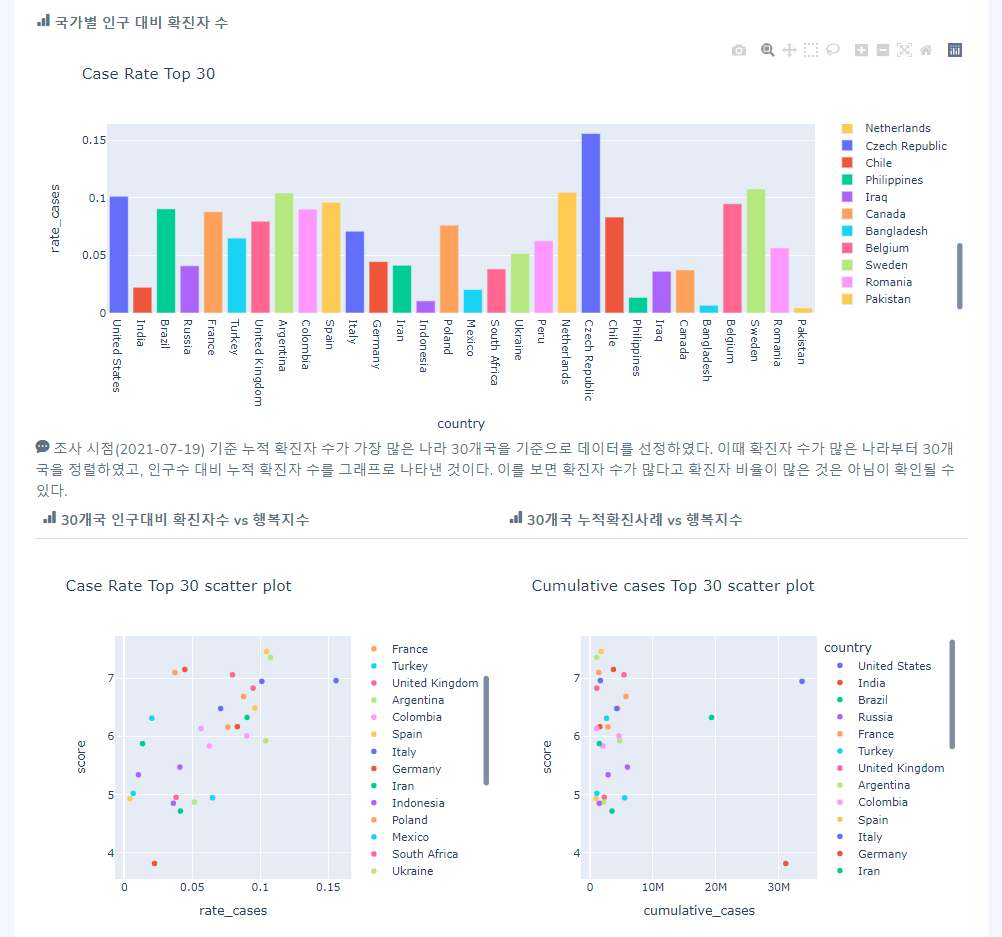 국가별 인구 대비 확진자 수
Case Rate Top 30
rate_cases
0.15
0.1
0.05
0
United States
India
Brazil
Russia
France
Turkey
United Kingdom
Argentina
Colombia
Spain
Italy
Germany
Iran
Indonesia
Poland
Mexico
South Africa
Ukraine
Peru
Netherlands
Czech Republic
Chile
Philippines
Iraq
Canada
Bangladesh
Belgium
Sweden
Romania
Pakistan
country
Netherlands
Czech Republic
Chile
Philippines
Iraq
Canada
Bangladesh
Belgium
Sweden
Romania
Pakistan
조사 시점(2021-07-19) 기준 누적 확진자 수가 가장 많은 나라 30개국을 기준으로 데이터를 선정하였다. 이때 확진자 수가 많은 나라부터 30개
국을 정렬하였고, 인구수 대비 누적 확진자 수를 그래프로 나타낸 것이다. 이를 보면 확진자 수가 많다고 확진자 비율이 많은 것은 아님이 확인될 수
있다.
30개국 인구대비 확진자수 vs 행복지수
Case Rate Top 30 scatter plot
score
7
6
5
4
0
0.05
0.1
0.15
rate_cases
France
Turkey
United Kingdom
Argentina
Colombia
Spain
Italy
Germany
Iran
Indonesia
Poland
Mexico
South Africa
Ukraine
30개국 누적확진사례 vs 행복지수
Cumulative cases Top 30 scatter plot
score
7
6
5
4
0
10M
20M
30M
cumulative_cases
country
United States
India
Brazil
Russia
France
Turkey
United Kingdom
Argentina
Colombia
Spain
Italy
Germany
Iran